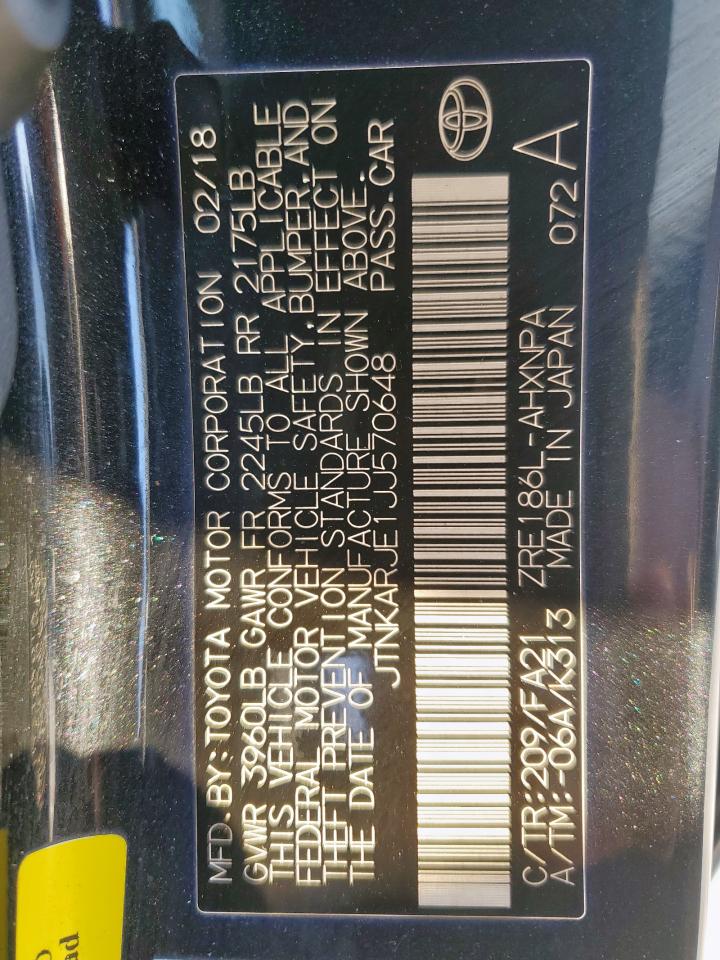 MFD.BY:TOYOTA MOTOR CORPORATION 02/18
GVWR 3960LB GAWR FR 2245LB RR 2175LB
THIS VEHICLE CONFORMS TO ALL APPLICABLE
FEDERAL MOTOR VEHICLE SAFETY,BUMPER,AND
THEFT PREVENTION STANDARDS IN EFFECT ON
THE DATE OF MANUFACTURE SHOWN ABOVE.
JTNKARJE1JJ570648 PASS.CAR
C/TR:209/FA21 ZRE186L-AHXNPA
A/TM:-06A/K313 MADE IN JAPAN 072 A